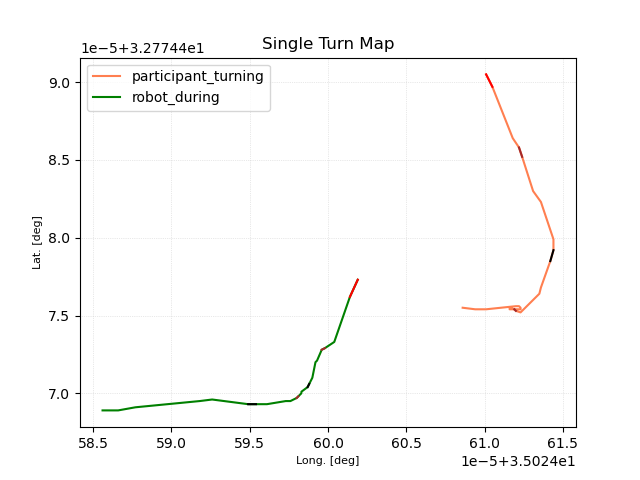 1e−5+3.27744e1
Single Turn Map
participant_turning
robot_during
9.0
8.5
8.0
7.5
7.0
Lat. [deg]
58.5 59.0 59.5 60.0 60.5 61.0 61.5
Long. [deg]
1e−5+3.5024e1